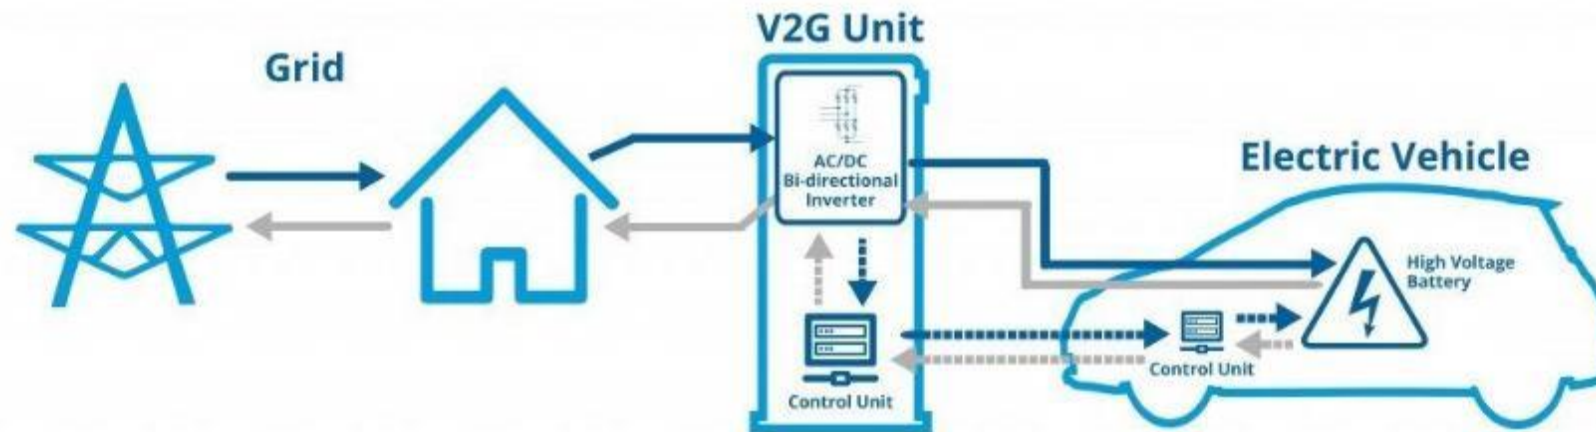 V2G Unit
Grid
AC/DC
Bi-directional
Inverter
Electric Vehicle
High Voltage
Battery
Control Unit
Control Unit